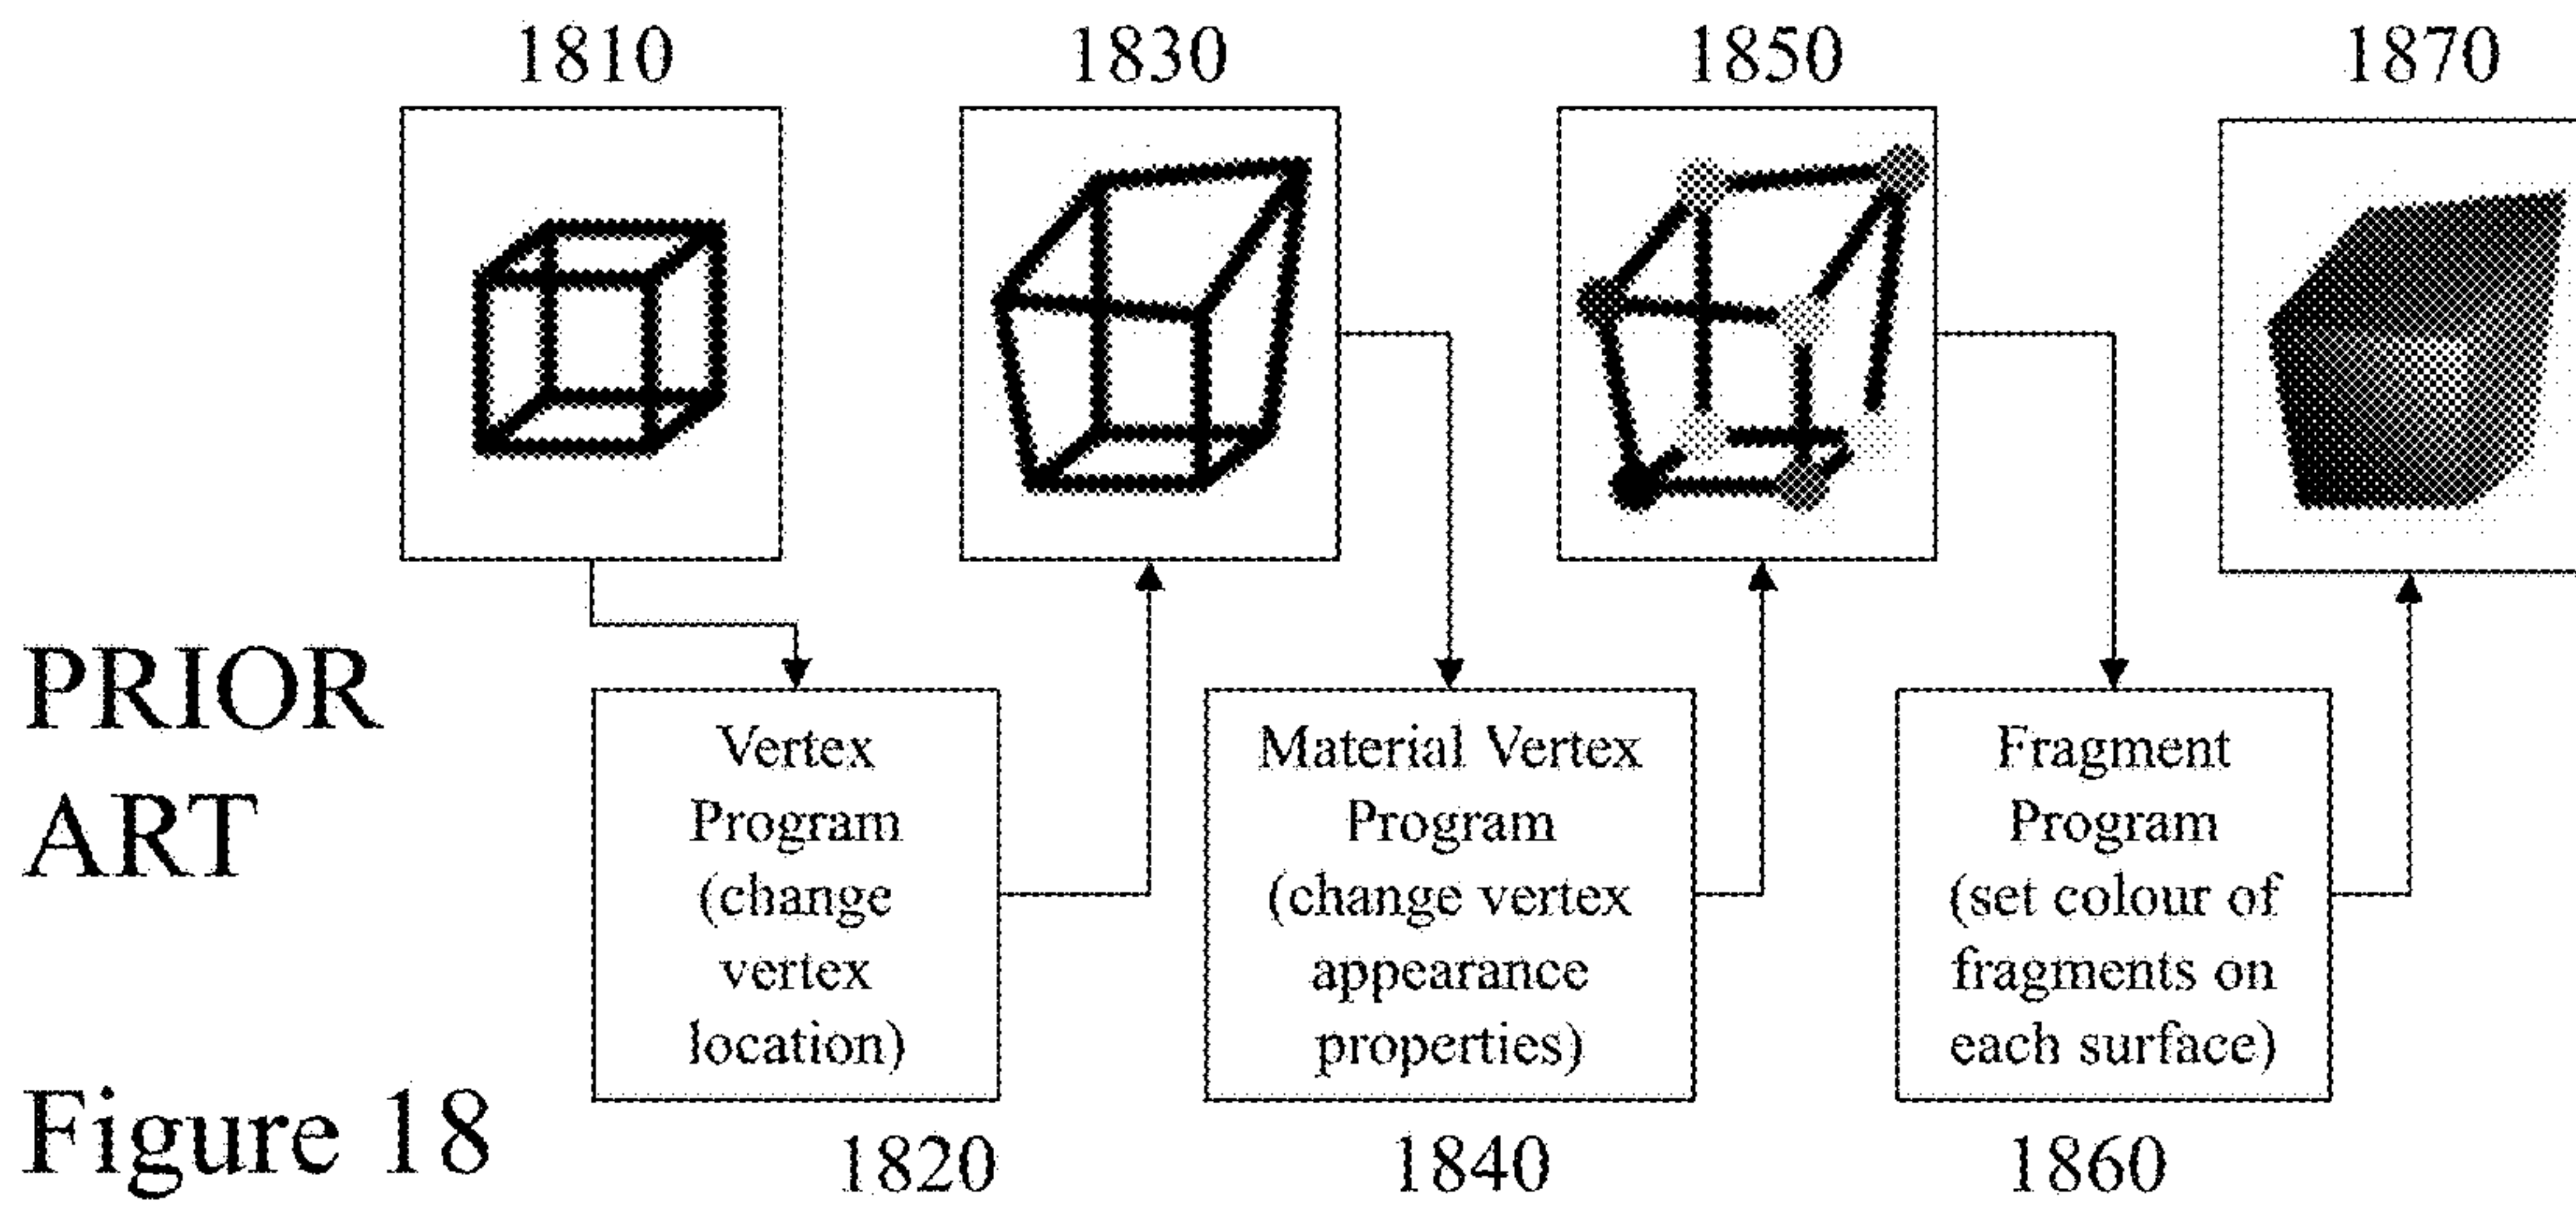 1810
1830
1850
1870
PRIOR
ART
Vertex
Program
(change
vertex
location)
Material Vertex
Program
(change vertex
appearance
properties)
Fragment
Program
(set colour of
fragments on
each surface)
Figure 18
1820
1840
1860